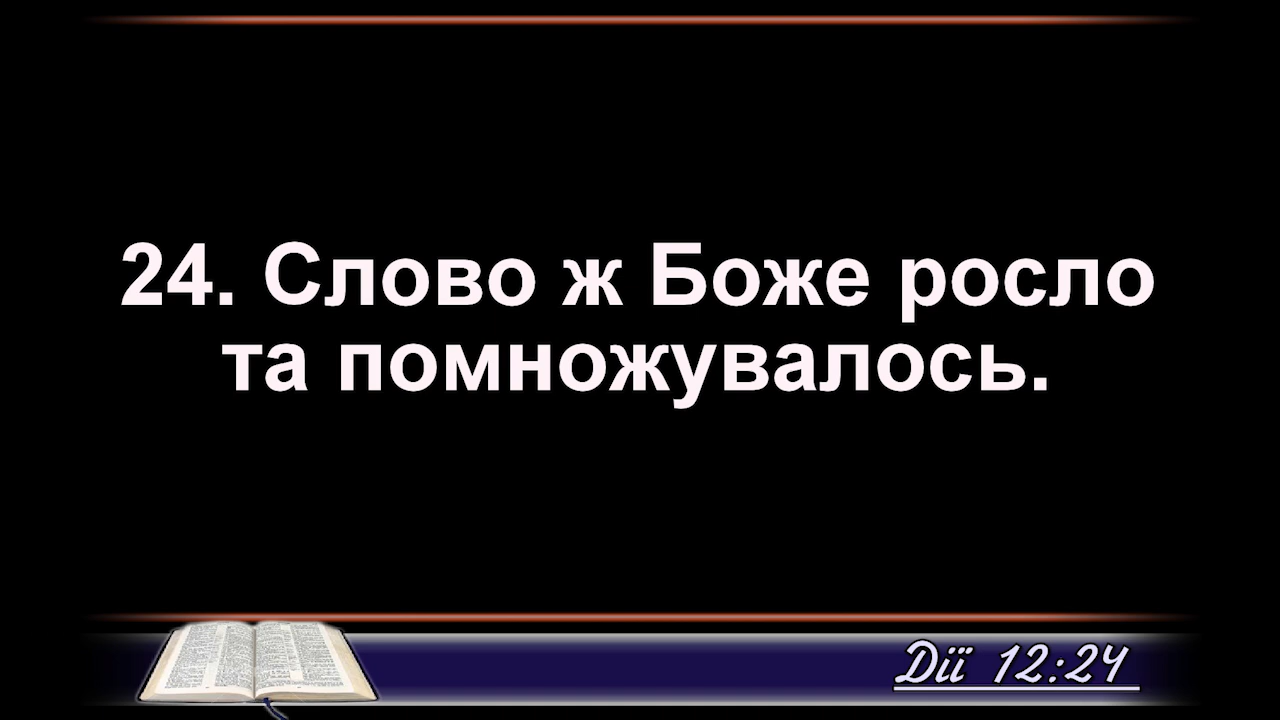 24. Слово ж Боже росло
та помножувалось.
Дії 12:24